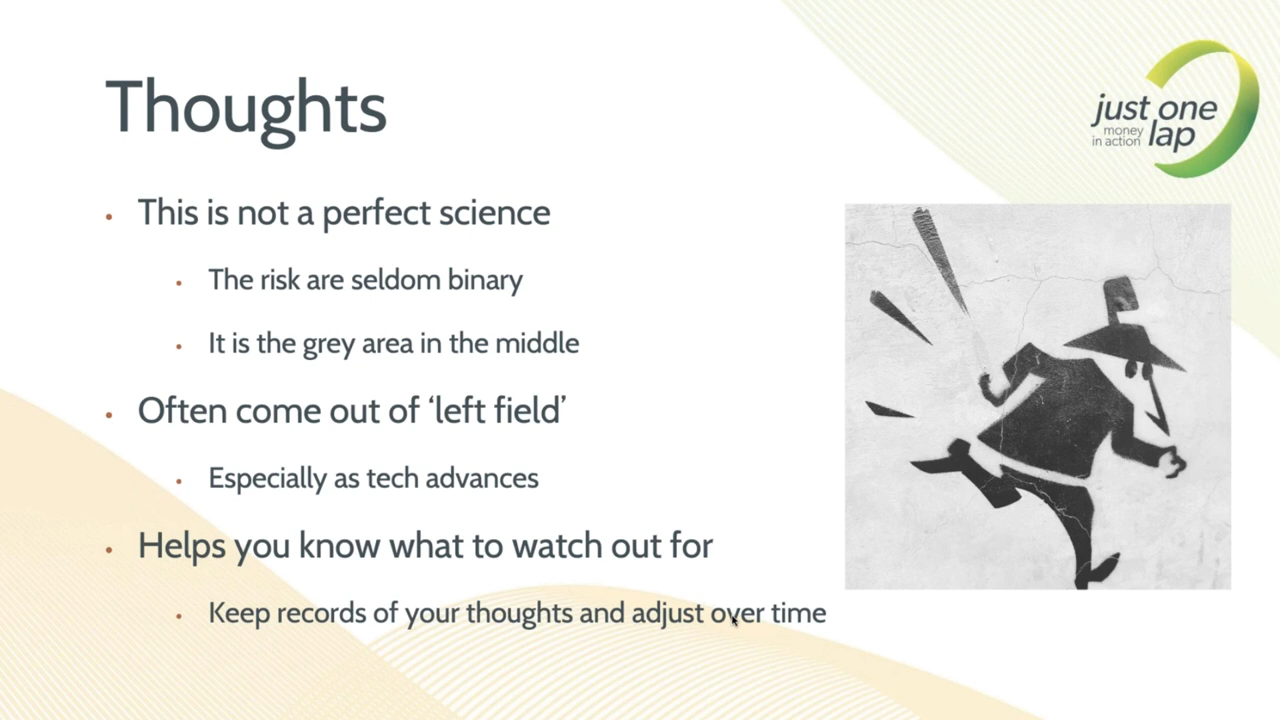 Thoughts
just one
money
in action lap
This is not a perfect science
The risk are seldom binary
It is the grey area in the middle
Often come out of ‘left field’
Especially as tech advances
Helps you know what to watch out for
Keep records of your thoughts and adjust over time